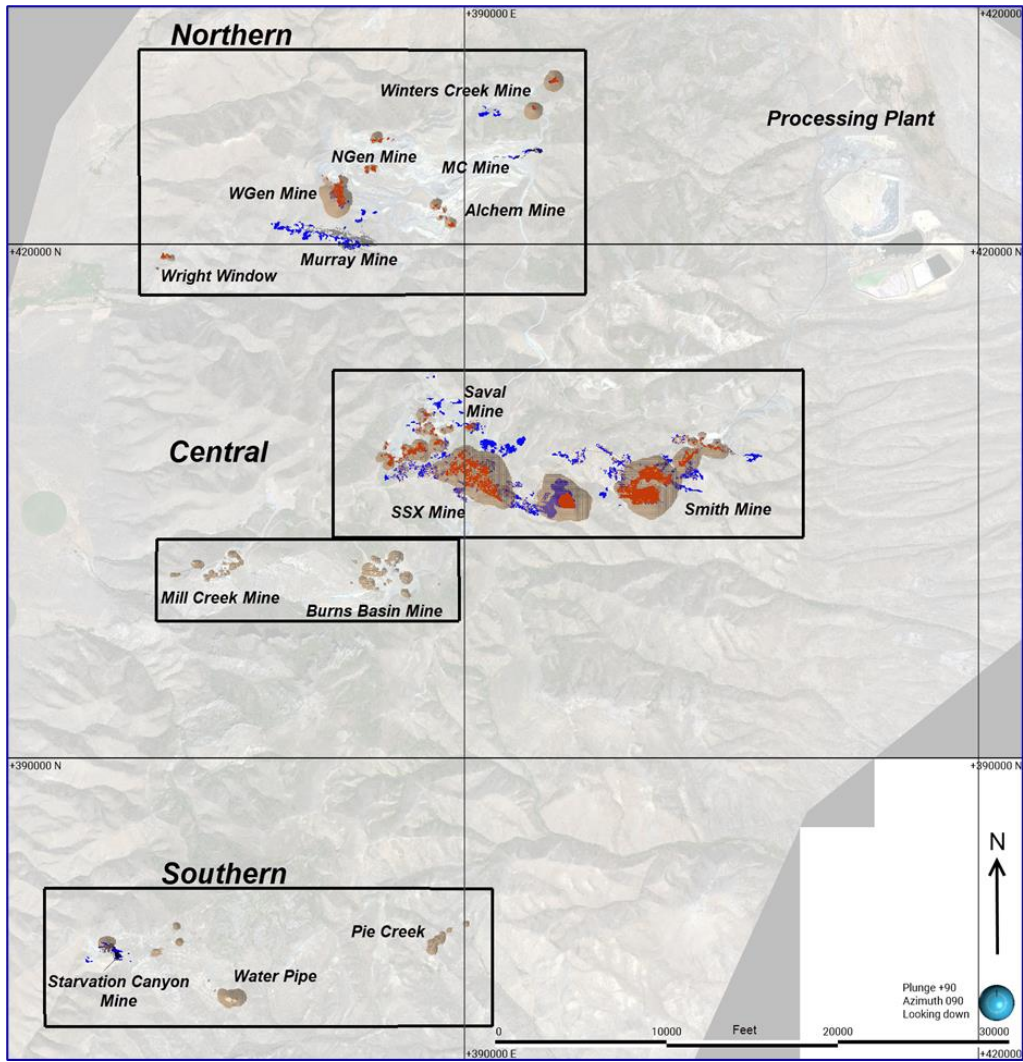 +390000 E
+420000
Northern
Winters Creek Mine
Processing Plant
NGen Mine
MC Mine
WGen Mine
Alchem Mine
+420000 N
+420000 N
Murray Mine
Wright Window
Saval
Mine
Central
SSX Mine
Smith Mine
Mill Creek Mine
Burns Basin Mine
+390000 N
+390000 N
N
Southern
Pie Creek
Starvation Canyon
Mine
Water Pipe
Plunge +90
Azimuth 090
Looking down
0
10000
Feet
20000
30000
+390000 E
+420000